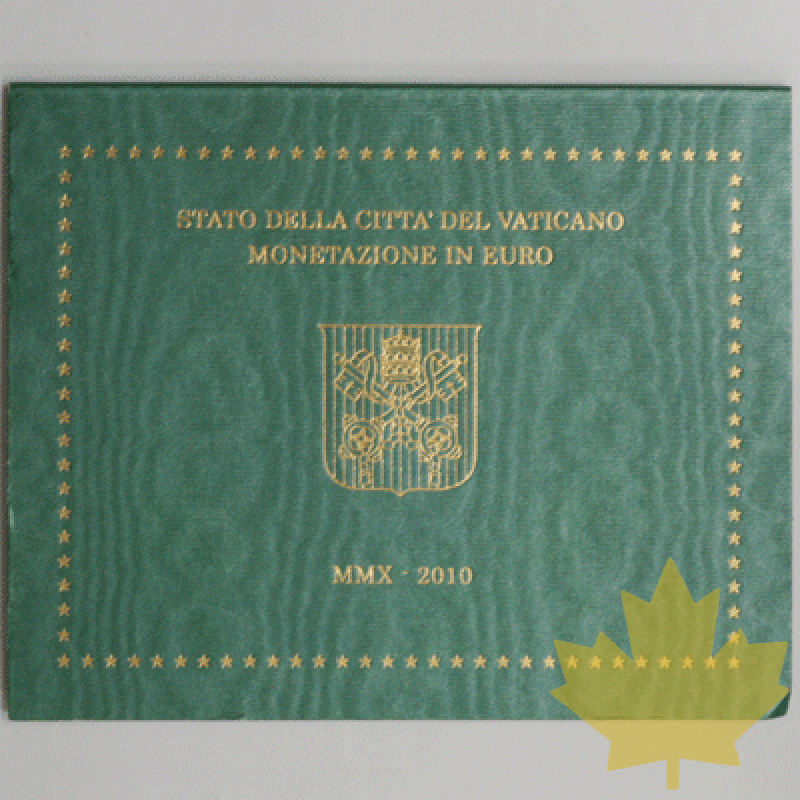 STATO DELLA CITTA' DEL VATICANO
MONETAZIONE IN EURO
MMX - 2010